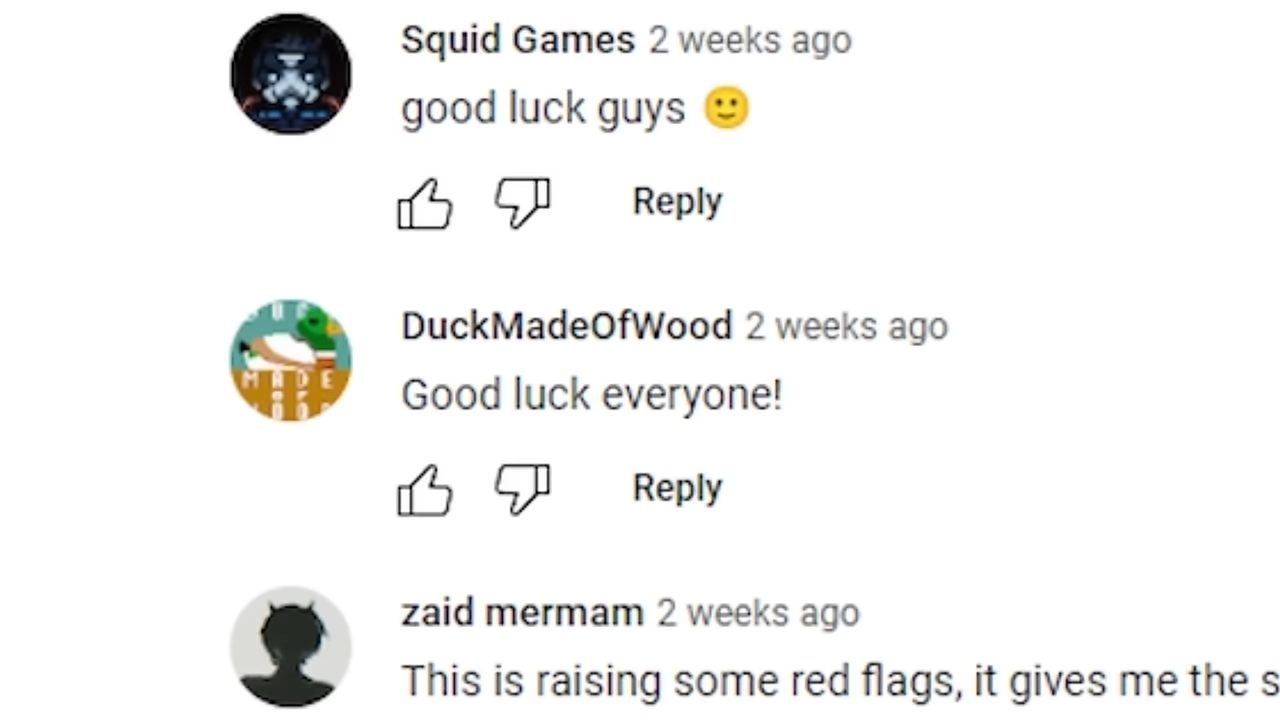 Squid Games 2 weeks ago
good luck guys 🙂
Reply
DuckMadeOfWood 2 weeks ago
MADE
Good luck everyone!
Reply
zaid mermam 2 weeks ago
This is raising some red flags, it gives me the s